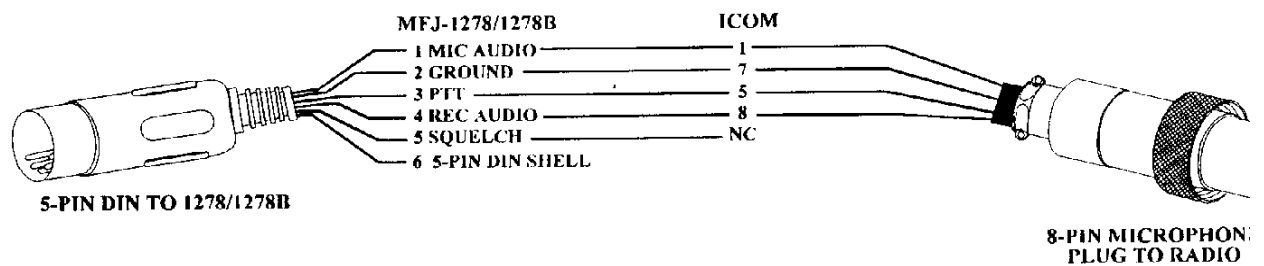 MFJ-1278/1278B ICOM
1 MIC AUDIO 1
2 GROUND 7
3 PTT 5
4 REC AUDIO 8
5 SQUELCH NC
6 5-PIN DIN SHELL
5-PIN DIN TO 1278/1278B
8-PIN MICROPHON
PLUG TO RADIO